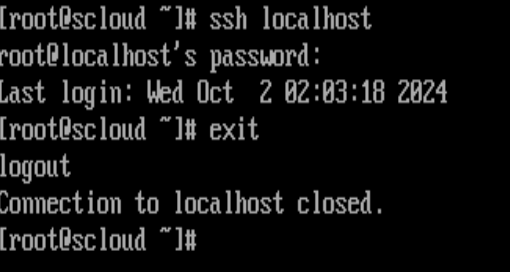 [root@scloud ~]# ssh localhost
root@localhost's password:
Last login: Wed Oct  2 02:03:18 2024
[root@scloud ~]# exit
logout
Connection to localhost closed.
[root@scloud ~]#